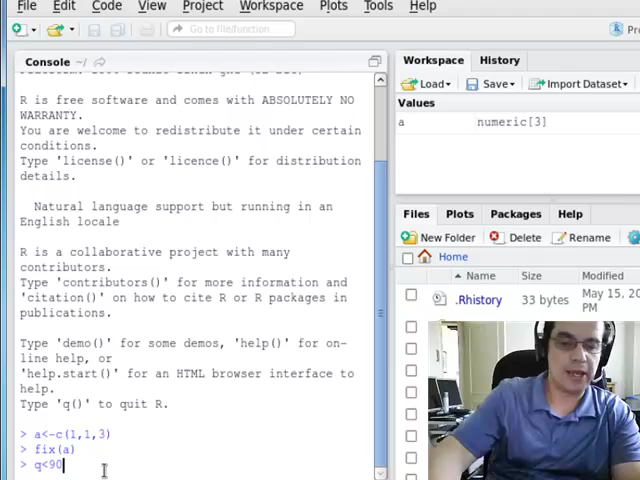 File Edit Code View Project Workspace Plots Tools Help
Go to file/function
Console ~/
R is free software and comes with ABSOLUTELY NO
WARRANTY.
You are welcome to redistribute it under certain
conditions.
Type 'license()' or 'licence()' for distribution
details.
Natural language support but running in an
English locale
R is a collaborative project with many
contributors.
Type 'contributors()' for more information and
'citation()' on how to cite R or R packages in
publications.
Type 'demo()' for some demos, 'help()' for on-
line help, or
'help.start()' for an HTML browser interface to
help.
Type 'q()' to quit R.
> a<-c(1,1,3)
> fix(a)
> q<90
Workspace History
Load Save Import Dataset
Values
a numeric[3]
Files Plots Packages Help
New Folder Delete Rename
Home
Name Size Modified
.Rhistory 33 bytes May 15, 20
PM